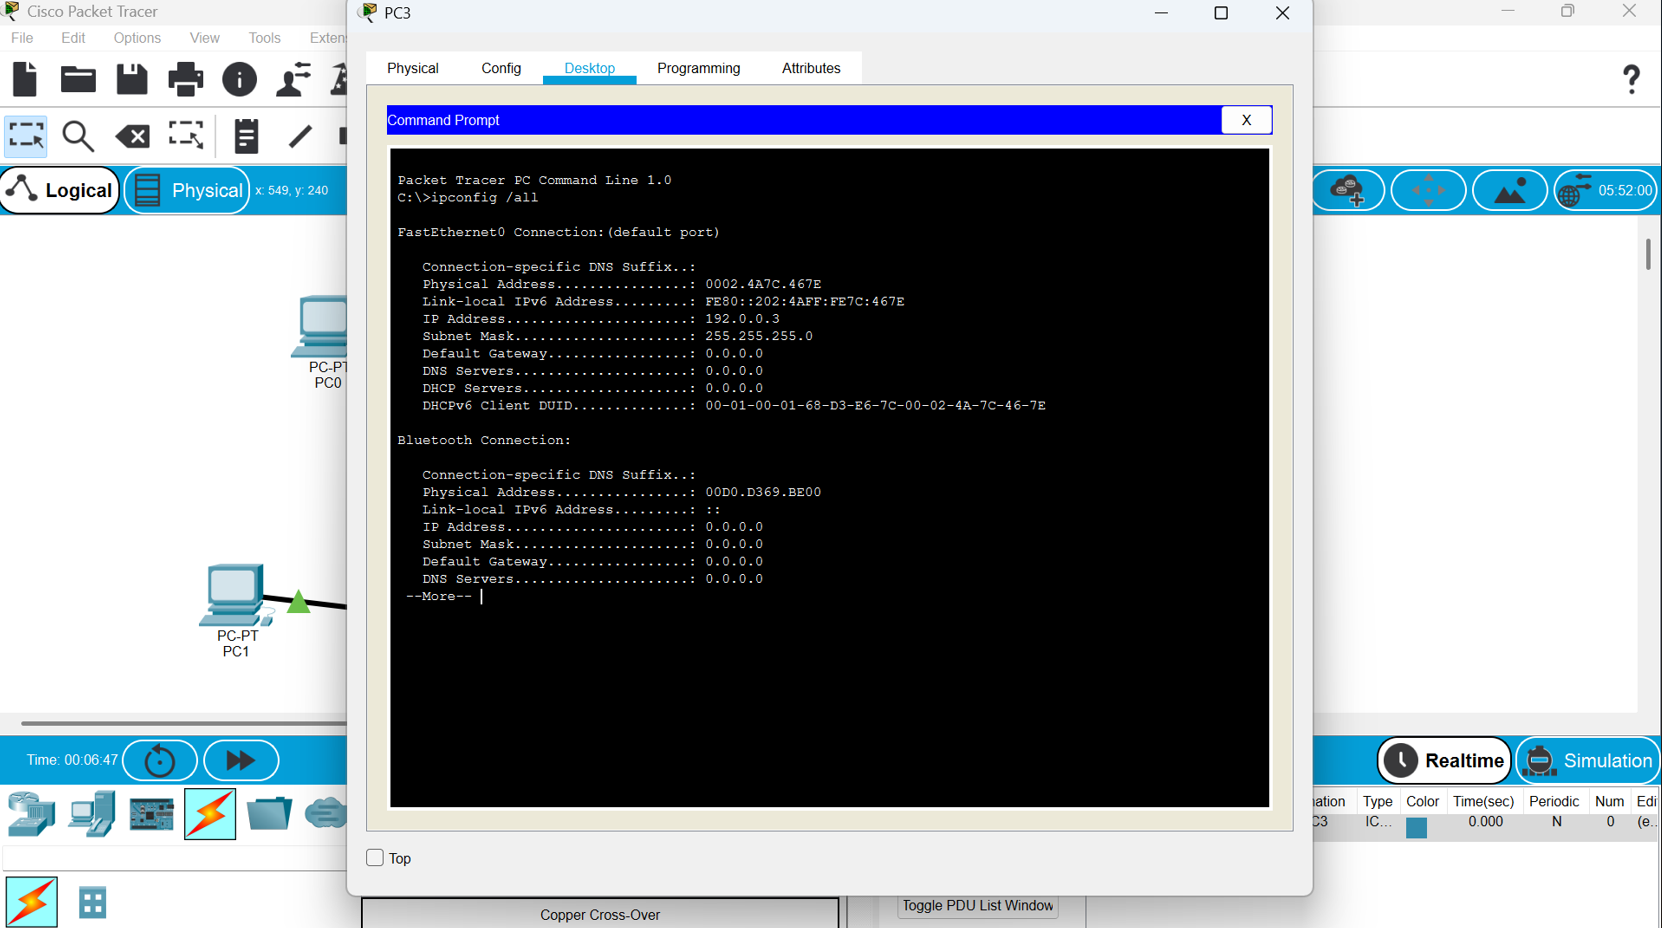 Cisco Packet Tracer
PC3
File Edit Options View Tools Exten
Physical Config Desktop Programming Attributes
Command Prompt X
Logical
Physical
x: 549, y: 240
05:52:00
Packet Tracer PC Command Line 1.0
C:\>ipconfig /all
FastEthernet0 Connection:(default port)
Connection-specific DNS Suffix..:
Physical Address................: 0002.4A7C.467E
Link-local IPv6 Address.........: FE80::202:4AFF:FE7C:467E
IP Address......................: 192.0.0.3
Subnet Mask.....................: 255.255.255.0
Default Gateway.................: 0.0.0.0
DNS Servers.....................: 0.0.0.0
DHCP Servers....................: 0.0.0.0
DHCPv6 Client DUID..............: 00-01-00-01-68-D3-E6-7C-00-02-4A-7C-46-7E
Bluetooth Connection:
Connection-specific DNS Suffix..:
Physical Address................: 00D0.D369.BE00
Link-local IPv6 Address.........: ::
IP Address......................: 0.0.0.0
Subnet Mask.....................: 0.0.0.0
Default Gateway.................: 0.0.0.0
DNS Servers.....................: 0.0.0.0
--More--
PC-PT
PC0
PC-PT
PC1
Time: 00:06:47
Realtime
Simulation
nation Type Color Time(sec) Periodic Num Edi
C3 IC... 0.000 N 0 (e...
Top
Copper Cross-Over
Toggle PDU List Window